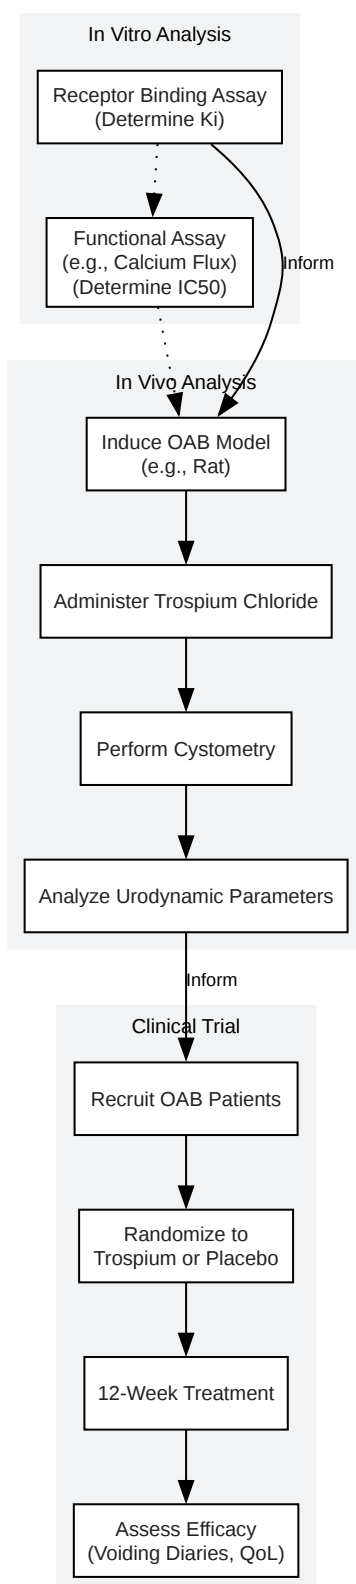 In Vitro Analysis
Receptor Binding Assay
(Determine Ki)
Functional Assay
(e.g., Calcium Flux)
(Determine IC50)
Inform
In Vivo Analysis
Induce OAB Model
(e.g., Rat)
Administer Trospium Chloride
Perform Cystometry
Analyze Urodynamic Parameters
Inform
Clinical Trial
Recruit OAB Patients
Randomize to
Trospium or Placebo
12-Week Treatment
Assess Efficacy
(Voiding Diaries, QoL)